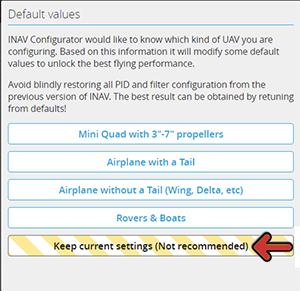 Default values
INAV Configurator would like to know which kind of UAV you are
configuring. Based on this information it will modify some default
values to unlock the best flying performance.
Avoid blindly restoring all PID and filter configuration from the
previous version of INAV. The best result can be obtained by retuning
from defaults!
Mini Quad with 3"-7" propellers
Airplane with a Tail
Airplane without a Tail (Wing, Delta, etc)
Rovers & Boats
Keep current settings (Not recommended)